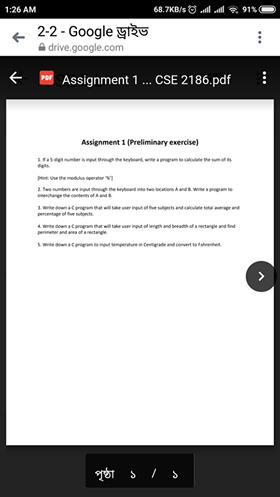 1:26 AM 68.7KB/s 91%
2-2 - Google ড্রাইভ
drive.google.com
PDF Assignment 1 ... CSE 2186.pdf
Assignment 1 (Preliminary exercise)
1. If a 5 digit number is input through the keyboard, write a program to calculate the sum of its
digits.
[Hint: Use the modulus operator '%']
2. Two numbers are input through the keyboard into two locations A and B. Write a program to
interchange the contents of A and B.
3. Write down a C program that will take user input of five subjects and calculate total average and
percentage of five subjects.
4. Write down a C program that will take user input of length and breadth of a rectangle and find
perimeter and area of a rectangle.
5. Write down a C program to input temperature in Centigrade and convert to Fahrenheit.
পৃষ্ঠা ১ / ১